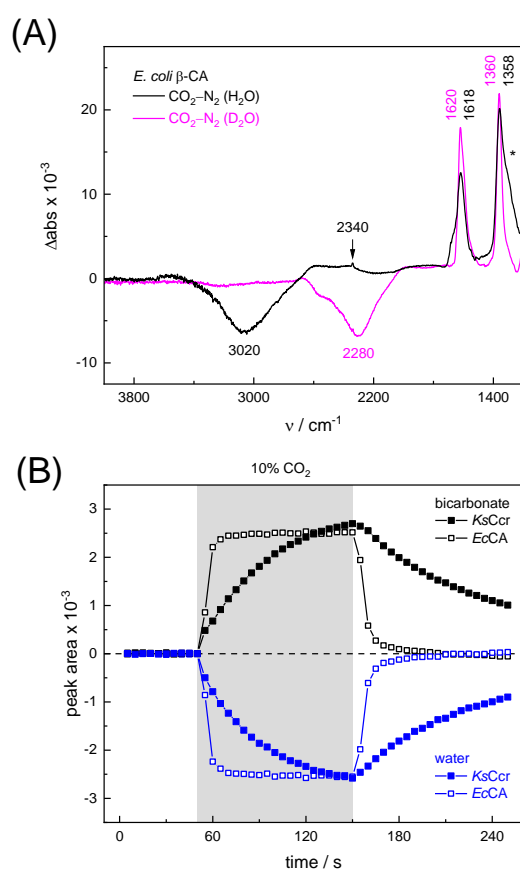 (A)
E. coli β-CA
CO₂–N₂ (H₂O)
CO₂–N₂ (D₂O)
1620
1618
1360
1358
*
2340
3020
2280
20
10
0
-10
Δabs x 10⁻³
3800
3000
2200
1400
ν / cm⁻¹
(B)
10% CO₂
bicarbonate
KsCcr
EcCA
3
2
1
0
-1
-2
-3
peak area x 10⁻³
water
KsCcr
EcCA
0
60
120
180
240
time / s